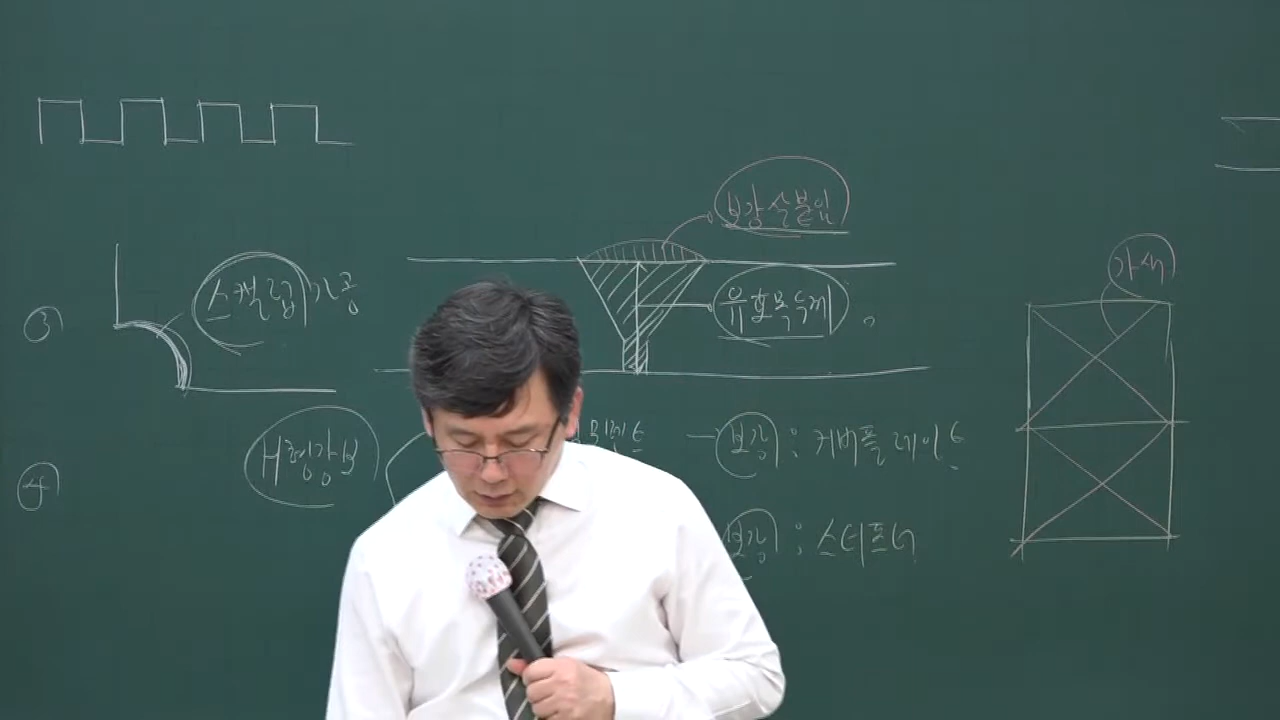 보강살붙임
③ 스캘럽가공
유효목두께
가새
④ H형강보
보강 : 커버플레이트
보강 : 스티프너